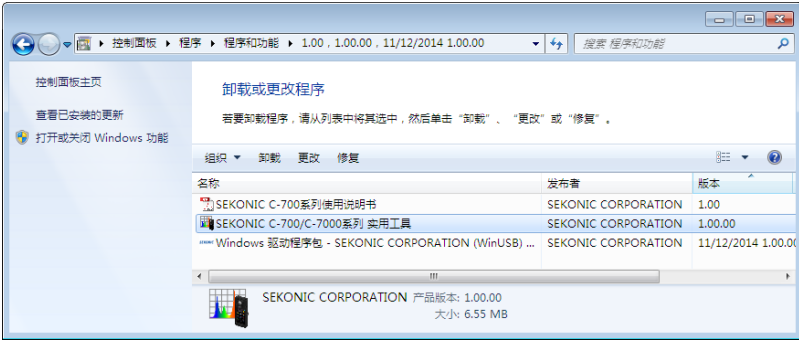 控制面板 程序 程序和功能 1.00，1.00.00，11/12/2014 1.00.00 搜索 程序和功能
控制面板主页
查看已安装的更新
打开或关闭 Windows 功能
卸载或更改程序
若要卸载程序，请从列表中将其选中，然后单击“卸载”、“更改”或“修复”。
组织 卸载 更改 修复
名称 发布者 版本
SEKONIC C-700系列使用说明书 SEKONIC CORPORATION 1.00
SEKONIC C-700/C-7000系列 实用工具 SEKONIC CORPORATION 1.00.00
Windows 驱动程序包 - SEKONIC CORPORATION (WinUSB) ... SEKONIC CORPORATION 11/12/2014 1.00.0
SEKONIC CORPORATION 产品版本: 1.00.00
大小: 6.55 MB